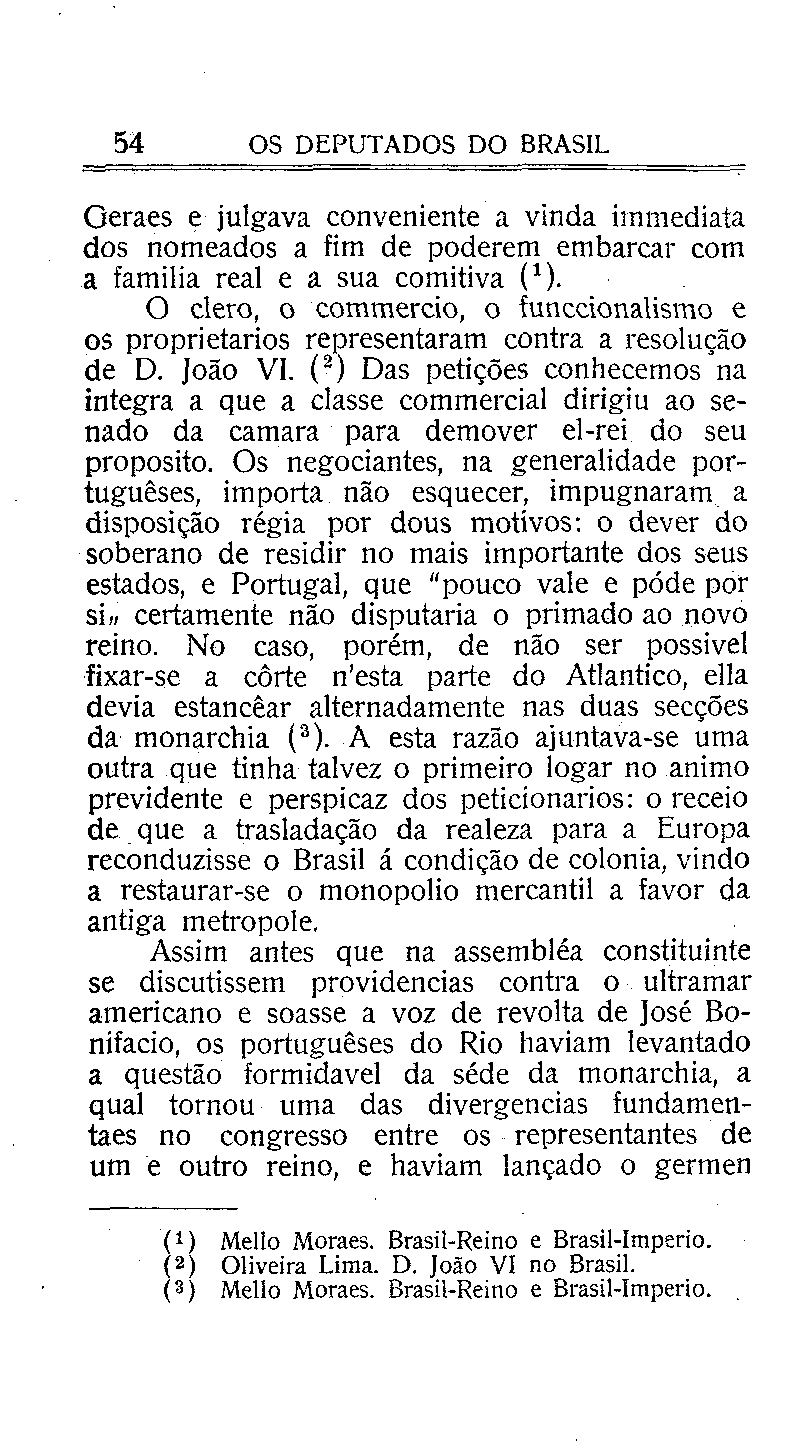 54 OS DEPUTADOS DO BRASIL
Geraes e julgava conveniente a vinda immediata
dos nomeados a fim de poderem embarcar com
a familia real e a sua comitiva (¹).
O clero, o commercio, o funccionalismo e
os proprietarios representaram contra a resolução
de D. João VI. (²) Das petições conhecemos na
integra a que a classe commercial dirigiu ao se-
nado da camara para demover el-rei do seu
proposito. Os negociantes, na generalidade por-
tuguêses, importa não esquecer, impugnaram a
disposição régia por dous motivos: o dever do
soberano de residir no mais importante dos seus
estados, e Portugal, que "pouco vale e póde por
si„ certamente não disputaria o primado ao novo
reino. No caso, porém, de não ser possivel
fixar-se a côrte n'esta parte do Atlantico, ella
devia estancêar alternadamente nas duas secções
da monarchia (³). A esta razão ajuntava-se uma
outra que tinha talvez o primeiro logar no animo
previdente e perspicaz dos peticionarios: o receio
de que a trasladação da realeza para a Europa
reconduzisse o Brasil á condição de colonia, vindo
a restaurar-se o monopolio mercantil a favor da
antiga metropole.
Assim antes que na assembléa constituinte
se discutissem providencias contra o ultramar
americano e soasse a voz de revolta de José Bo-
nifacio, os portuguêses do Rio haviam levantado
a questão formidavel da séde da monarchia, a
qual tornou uma das divergencias fundamen-
taes no congresso entre os representantes de
um e outro reino, e haviam lançado o germen
(¹) Mello Moraes. Brasil-Reino e Brasil-Imperio.
(²) Oliveira Lima. D. João VI no Brasil.
(³) Mello Moraes. Brasil-Reino e Brasil-Imperio.